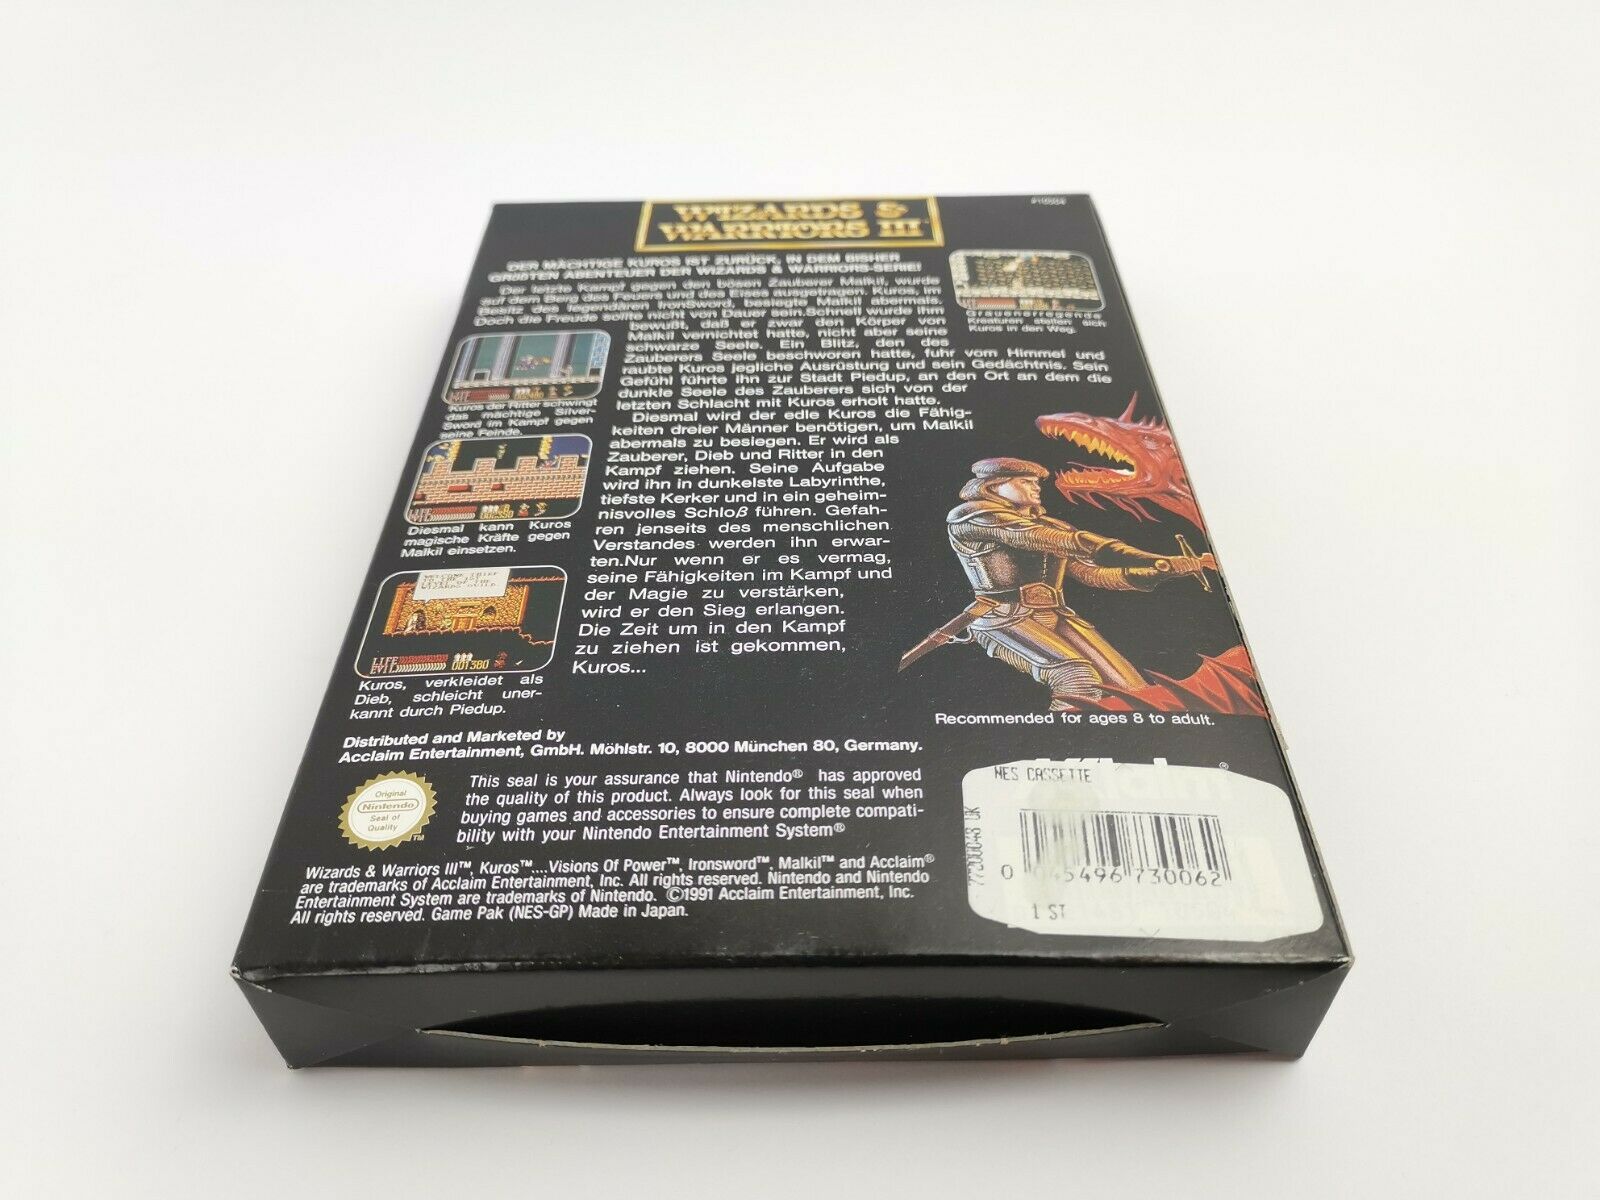 WIZARDS &
WARRIORS III™
DER MÄCHTIGE KUROS IST ZURÜCK, IN DEM BISHER
GRÖßTEN ABENTEUER DER WIZARDS & WARRIORS-SERIE!
Der letzte Kampf gegen den bösen Zauberer Malkil, wurde
auf dem Berg des Feuers und des Eises ausgetragen. Kuros, im
Besitz des legendären IronSword, besiegte Malkil abermals.
Doch die Freude sollte nicht von Dauer sein.Schnell wurde ihm
bewußt, daß er zwar den Körper von
Malkil vernichtet hatte, nicht aber seine
schwarze Seele. Ein Blitz, den des
Zauberers Seele beschworen hatte, fuhr vom Himmel und
raubte Kuros jegliche Ausrüstung und sein Gedächtnis. Sein
Gefühl führte ihn zur Stadt Piedup, an den Ort an dem die
dunkle Seele des Zauberers sich von der
letzten Schlacht mit Kuros erholt hatte.
Diesmal wird der edle Kuros die Fähig-
keiten dreier Männer benötigen, um Malkil
abermals zu besiegen. Er wird als
Zauberer, Dieb und Ritter in den
Kampf ziehen. Seine Aufgabe
wird ihn in dunkelste Labyrinthe,
tiefste Kerker und in ein geheim-
nisvolles Schloß führen. Gefah-
ren jenseits des menschlichen
Verstandes werden ihn erwar-
ten.Nur wenn er es vermag,
seine Fähigkeiten im Kampf und
der Magie zu verstärken,
wird er den Sieg erlangen.
Die Zeit um in den Kampf
zu ziehen ist gekommen,
Kuros...
Grauenerregende
Kreaturen stellen sich
Kuros in den Weg.
Kuros der Ritter schwingt
das mächtige Silver-
Sword im Kampf gegen
seine Feinde.
LIFE
EVIL
Diesmal kann Kuros
magische Kräfte gegen
Malkil einsetzen.
WELCOME THIEF
LEVEL OF THE
LIFE
EVIL 001380
Kuros, verkleidet als
Dieb, schleicht uner-
kannt durch Piedup.
Recommended for ages 8 to adult.
Distributed and Marketed by
Acclaim Entertainment, GmbH. Möhlstr. 10, 8000 München 80, Germany.
Original
Nintendo
Seal of
Quality
TM
This seal is your assurance that Nintendo® has approved
the quality of this product. Always look for this seal when
buying games and accessories to ensure complete compati-
bility with your Nintendo Entertainment System®
Wizards & Warriors III™, Kuros™....Visions Of Power™, Ironsword™, Malkil™ and Acclaim®
are trademarks of Acclaim Entertainment, Inc. All rights reserved. Nintendo and Nintendo
Entertainment System are trademarks of Nintendo. ©1991 Acclaim Entertainment, Inc.
All rights reserved. Game Pak (NES-GP) Made in Japan.
NES CASSETTE
772000043 UK
0 045496 730062
1 ST